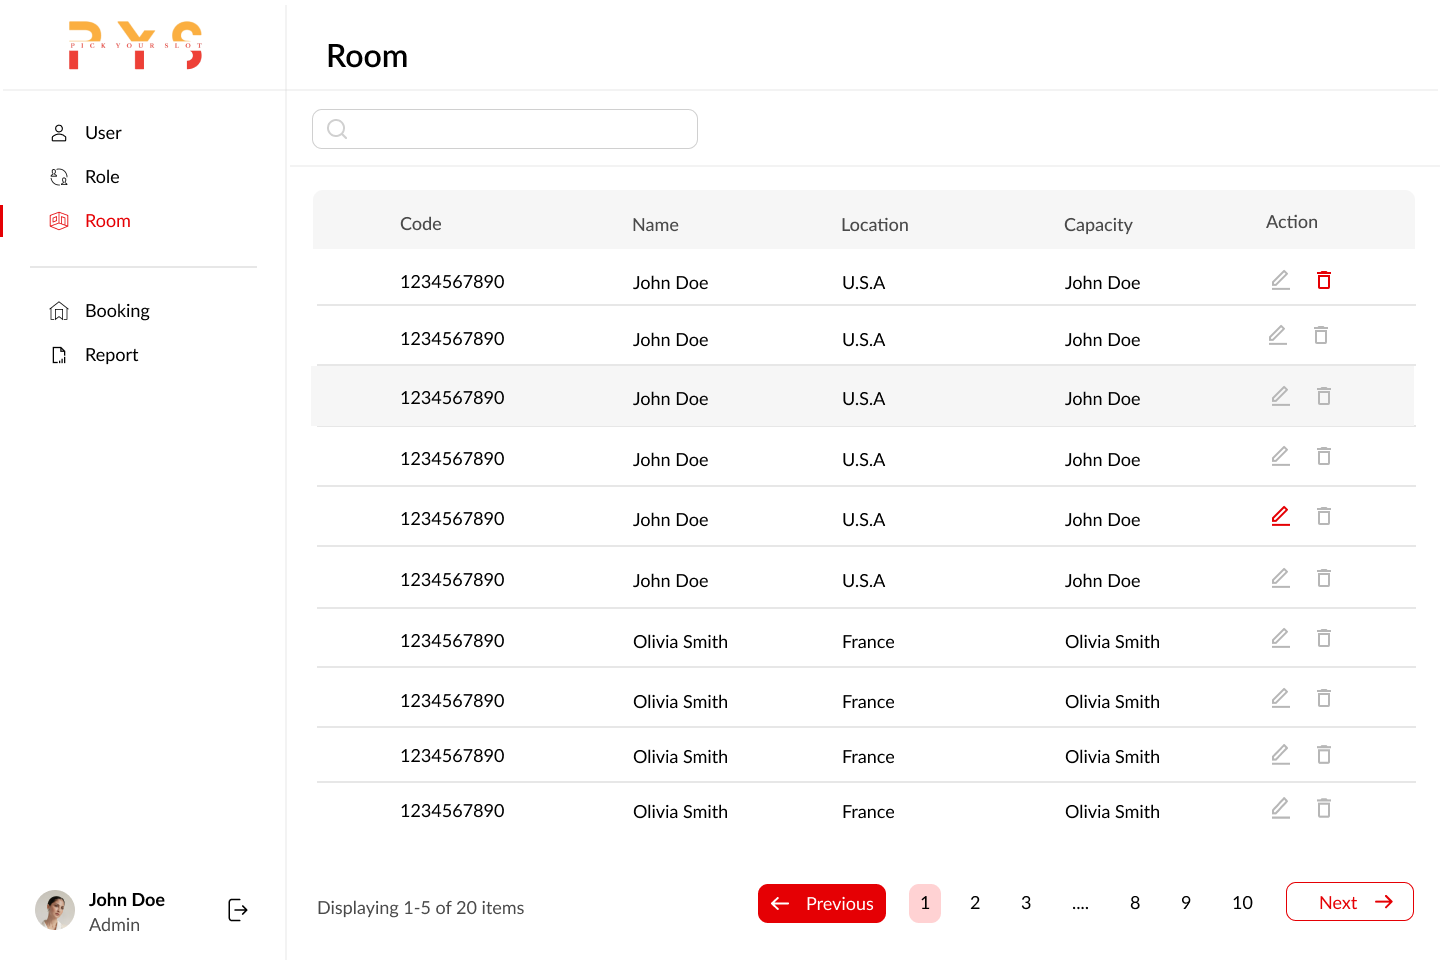 PYS
PICK YOUR SLOT
Room
User
Role
Room
Booking
Report
Code Name Location Capacity Action
1234567890 John Doe U.S.A John Doe
1234567890 John Doe U.S.A John Doe
1234567890 John Doe U.S.A John Doe
1234567890 John Doe U.S.A John Doe
1234567890 John Doe U.S.A John Doe
1234567890 John Doe U.S.A John Doe
1234567890 Olivia Smith France Olivia Smith
1234567890 Olivia Smith France Olivia Smith
1234567890 Olivia Smith France Olivia Smith
1234567890 Olivia Smith France Olivia Smith
John Doe
Admin
Displaying 1-5 of 20 items
Previous 1 2 3 .... 8 9 10 Next